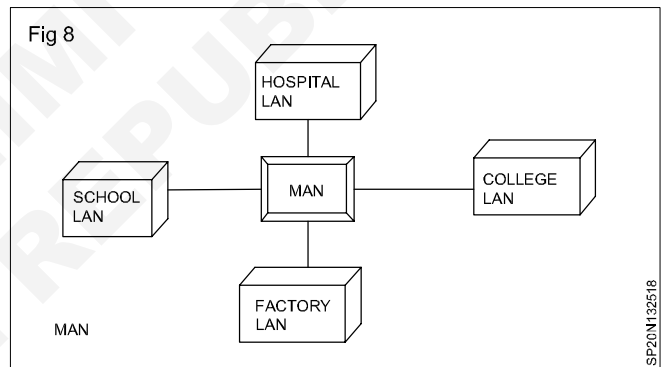 Fig 8
HOSPITAL
LAN
SCHOOL
LAN
MAN
COLLEGE
LAN
FACTORY
LAN
MAN
SP20N132518